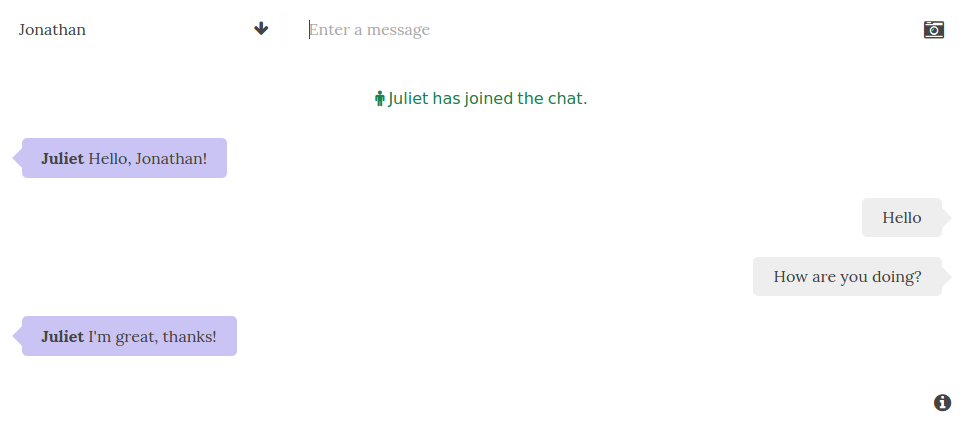 Jonathan
Enter a message
Juliet has joined the chat.
Juliet Hello, Jonathan!
Hello
How are you doing?
Juliet I'm great, thanks!